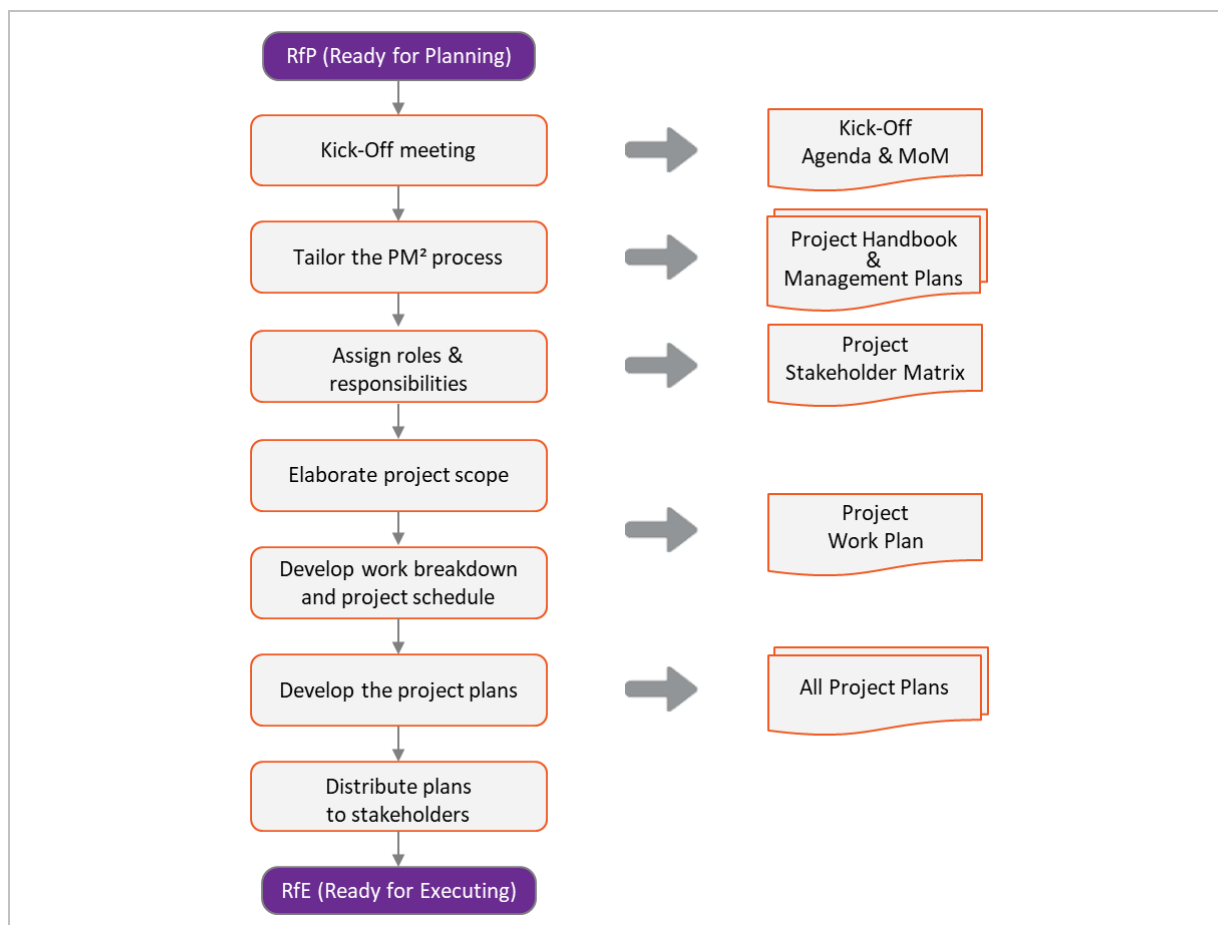 RfP (Ready for Planning)
Kick-Off meeting
Kick-Off
Agenda & MoM
Tailor the PM² process
Project Handbook
&
Management Plans
Assign roles &
responsibilities
Project
Stakeholder Matrix
Elaborate project scope
Project
Work Plan
Develop work breakdown
and project schedule
Develop the project plans
All Project Plans
Distribute plans
to stakeholders
RfE (Ready for Executing)